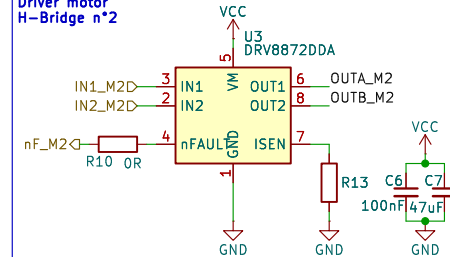 Driver motor
H-Bridge n°2
VCC
U3
DRV8872DDA
5
VM
IN1_M2 3 IN1 OUT1 6 OUTA_M2
IN2_M2 2 IN2 OUT2 8 OUTB_M2
nF_M2 4 nFAULT GND ISEN 7
R10 0R
1
R13
VCC
C6 C7
100nF 47uF
GND GND GND